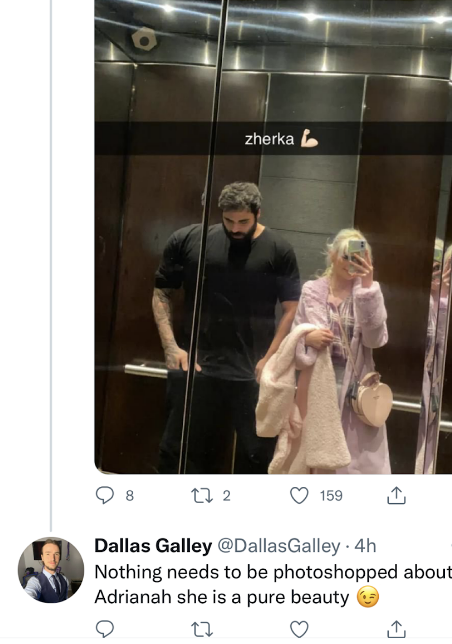 zherka 💪🏻
8 2 159
Dallas Galley @DallasGalley · 4h
Nothing needs to be photoshopped about
Adrianah she is a pure beauty 😉